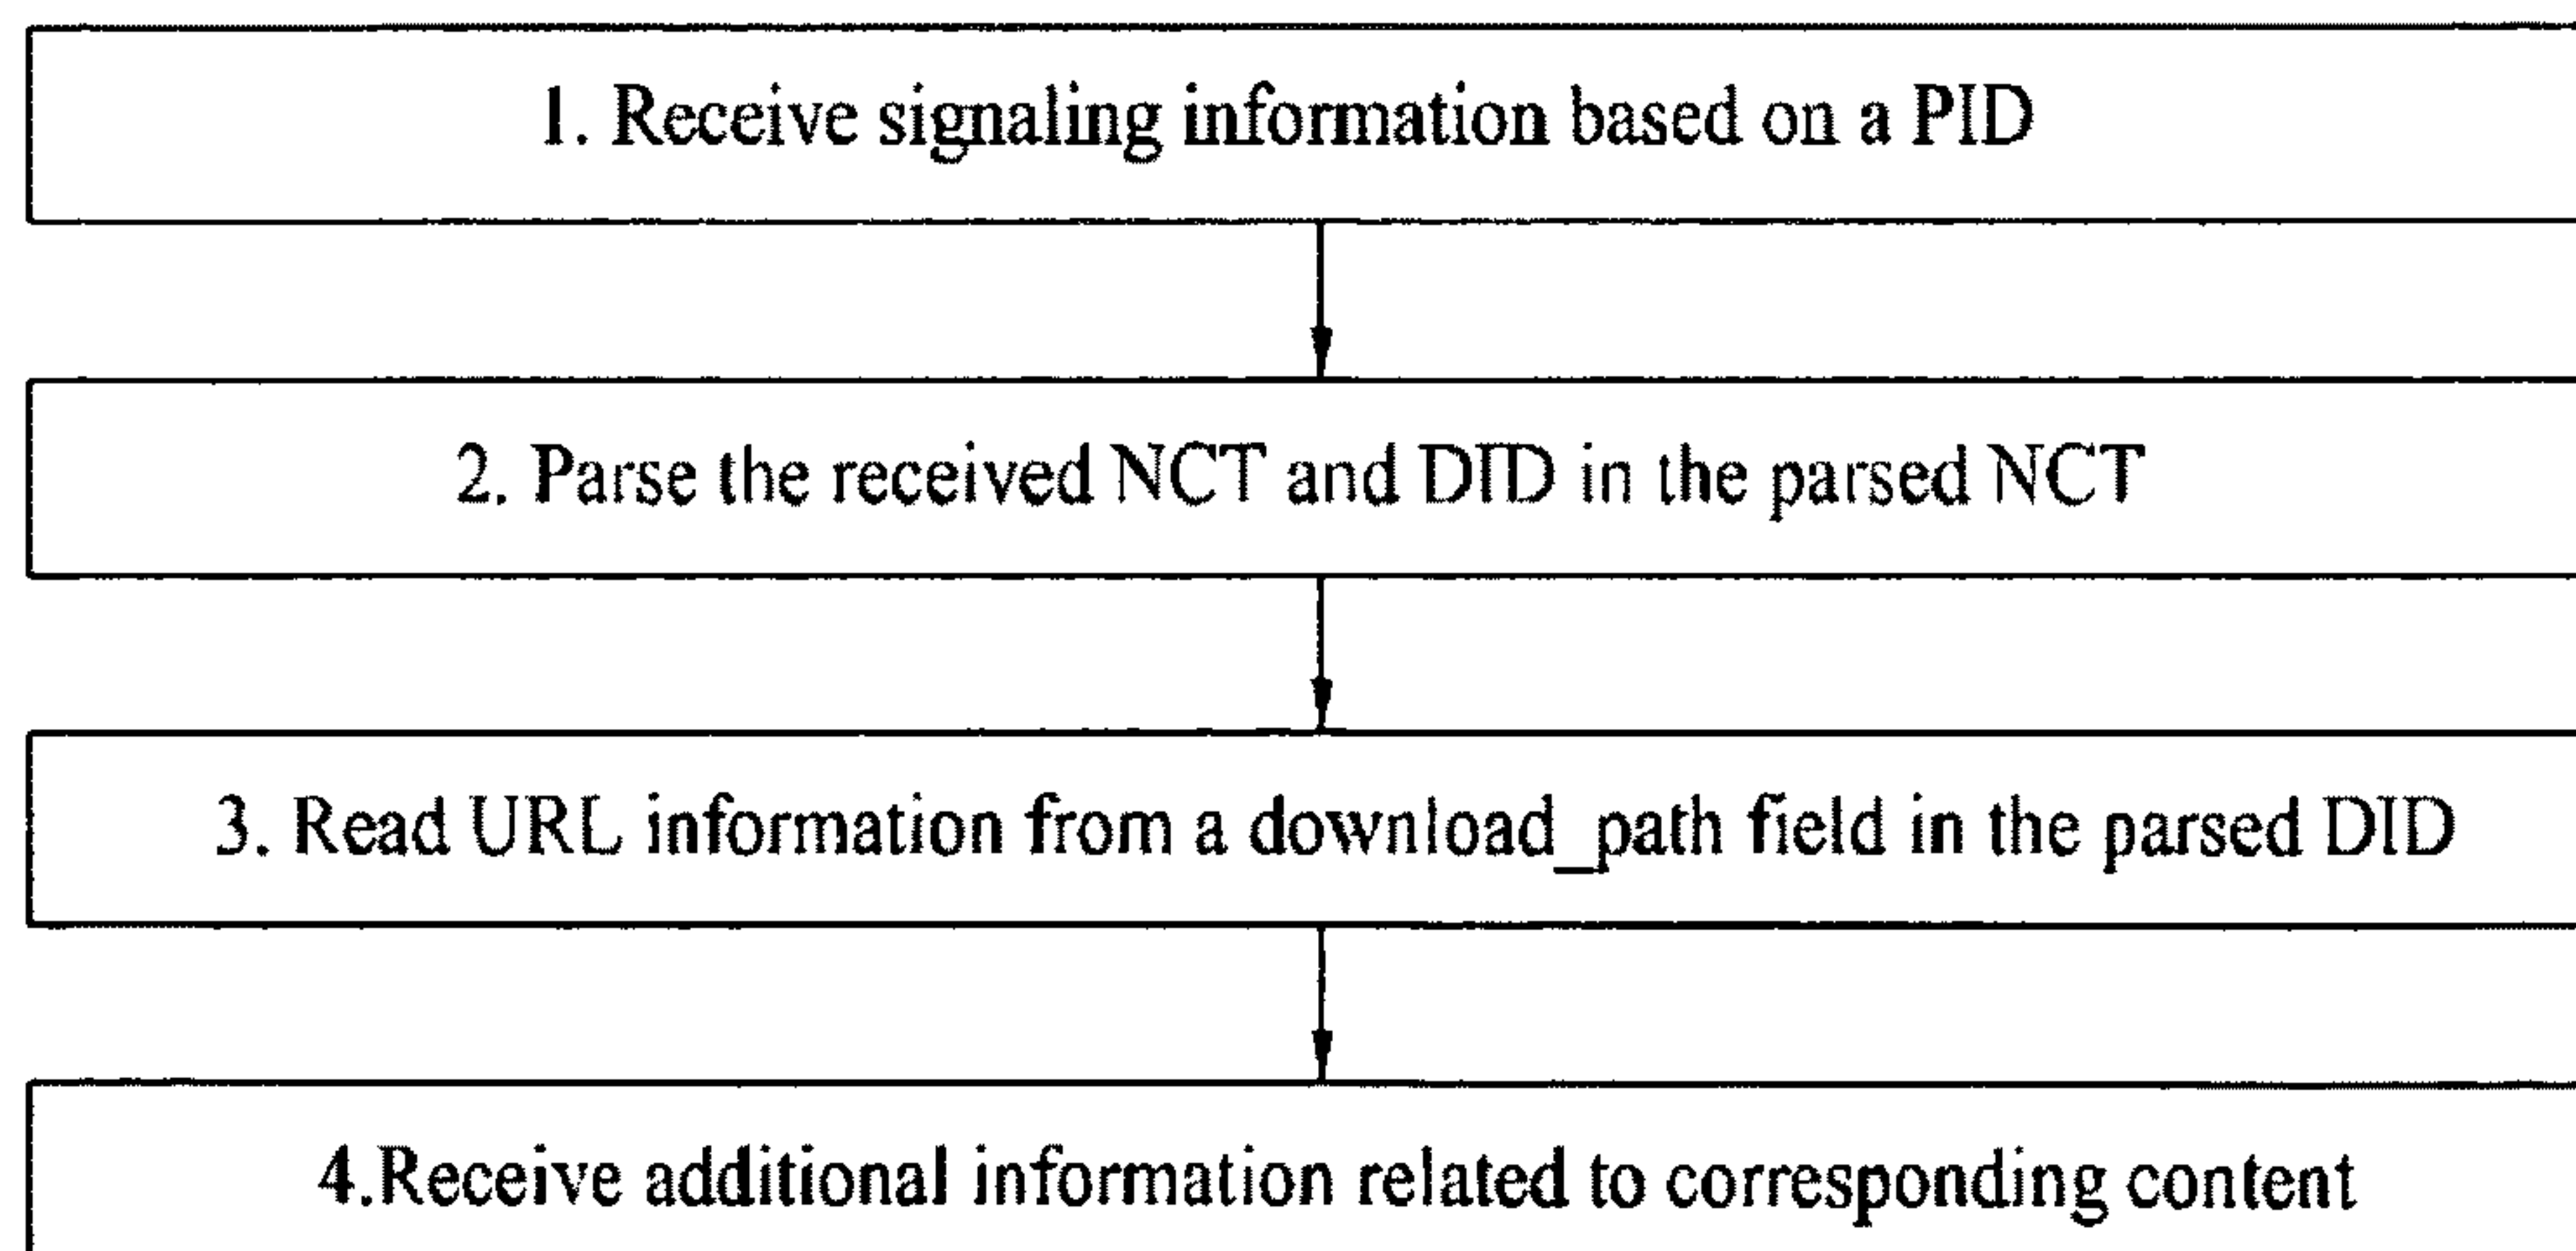 1. Receive signaling information based on a PID
2. Parse the received NCT and DID in the parsed NCT
3. Read URL information from a download_path field in the parsed DID
4.Receive additional information related to corresponding content